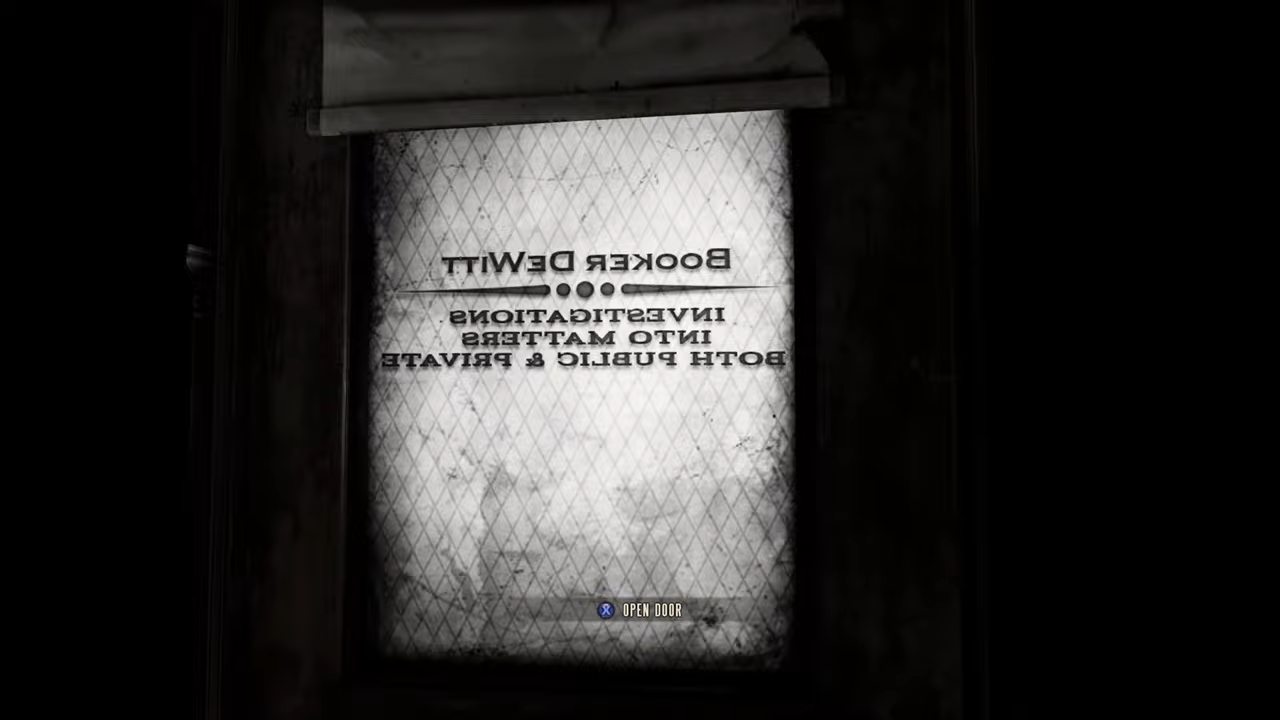 BOOKER DEWITT
INVESTIGATIONS
INTO MATTERS
BOTH PUBLIC & PRIVATE
X OPEN DOOR